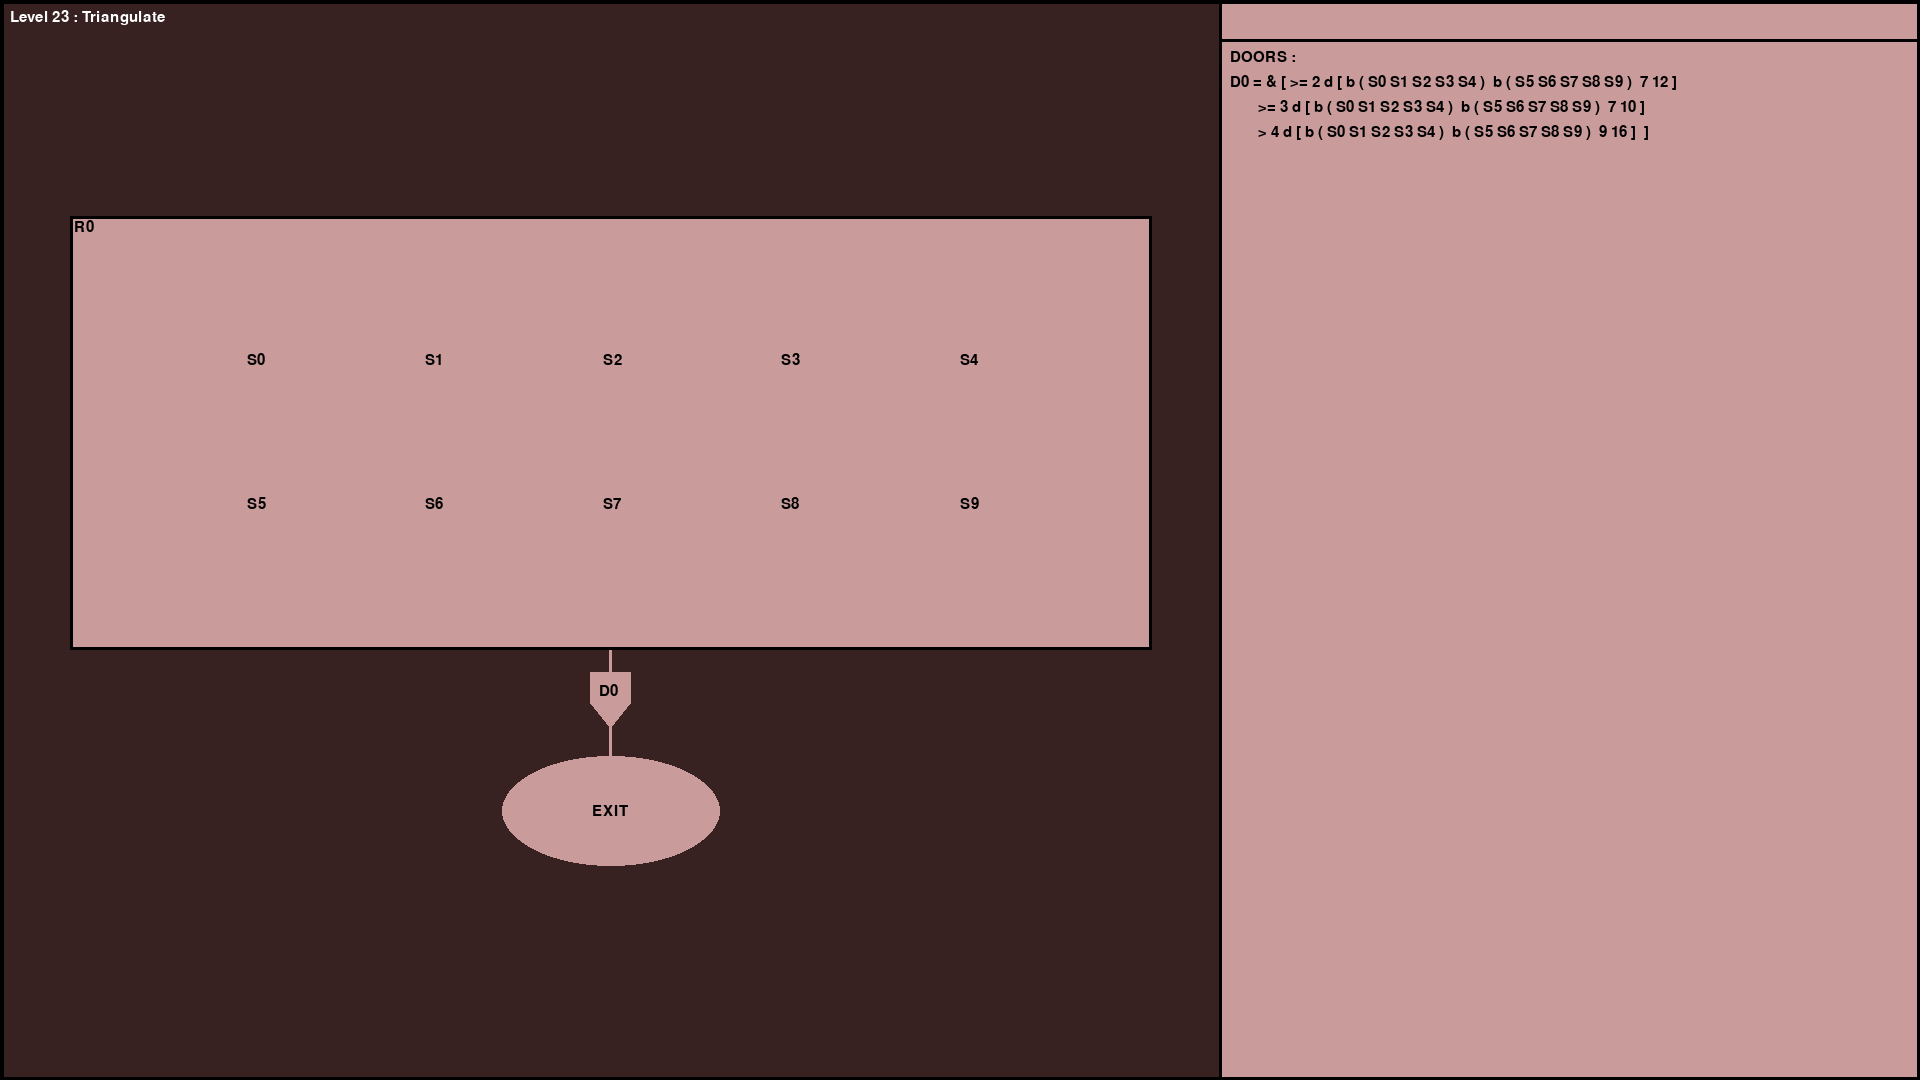 Level 23 : Triangulate
DOORS :
D0 = & [ >= 2 d [ b ( S0 S1 S2 S3 S4 ) b ( S5 S6 S7 S8 S9 ) 7 12 ]
>= 3 d [ b ( S0 S1 S2 S3 S4 ) b ( S5 S6 S7 S8 S9 ) 7 10 ]
> 4 d [ b ( S0 S1 S2 S3 S4 ) b ( S5 S6 S7 S8 S9 ) 9 16 ] ]
R0
S0 S1 S2 S3 S4
S5 S6 S7 S8 S9
D0
EXIT